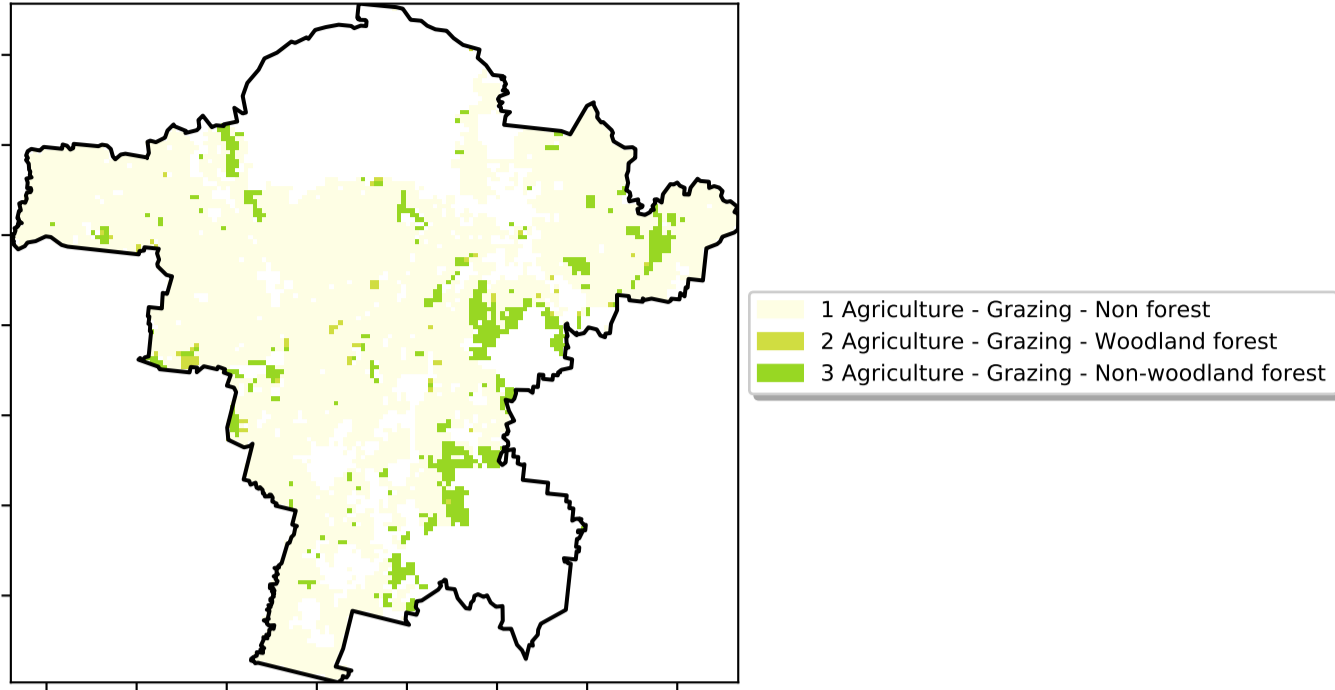 1 Agriculture - Grazing - Non forest
2 Agriculture - Grazing - Woodland forest
3 Agriculture - Grazing - Non-woodland forest